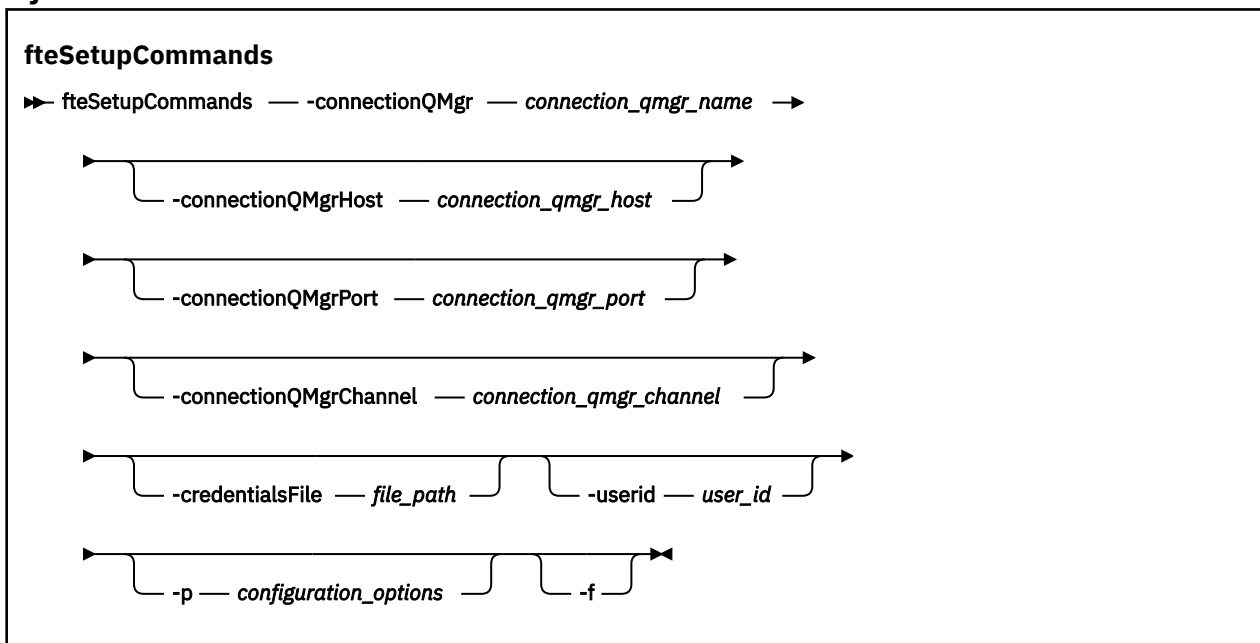 fteSetupCommands
fteSetupCommands -connectionQMgr connection_qmgr_name
-connectionQMgrHost connection_qmgr_host
-connectionQMgrPort connection_qmgr_port
-connectionQMgrChannel connection_qmgr_channel
-credentialsFile file_path -userid user_id
-p configuration_options -f